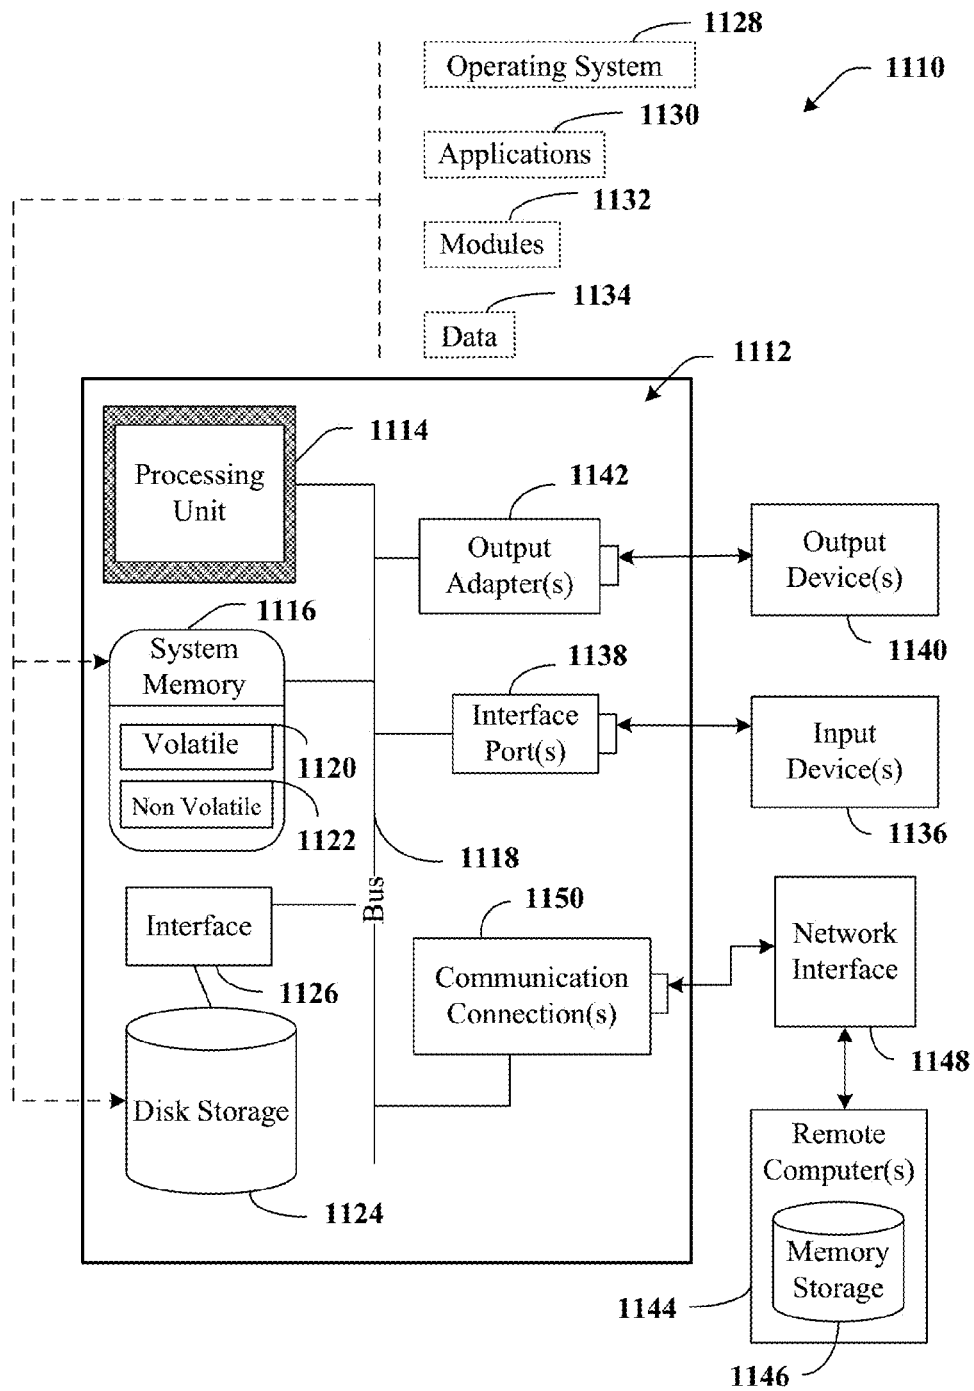 1128
Operating System
1110
1130
Applications
1132
Modules
1134
Data
1112
1114
Processing
Unit
1142
Output
Adapter(s)
Output
Device(s)
1140
1116
System
Memory
1138
Interface
Port(s)
Input
Device(s)
1136
Volatile
1120
Non Volatile
1122
1118
Bus
Interface
1126
1150
Communication
Connection(s)
Network
Interface
1148
Disk Storage
1124
Remote
Computer(s)
Memory
Storage
1144
1146